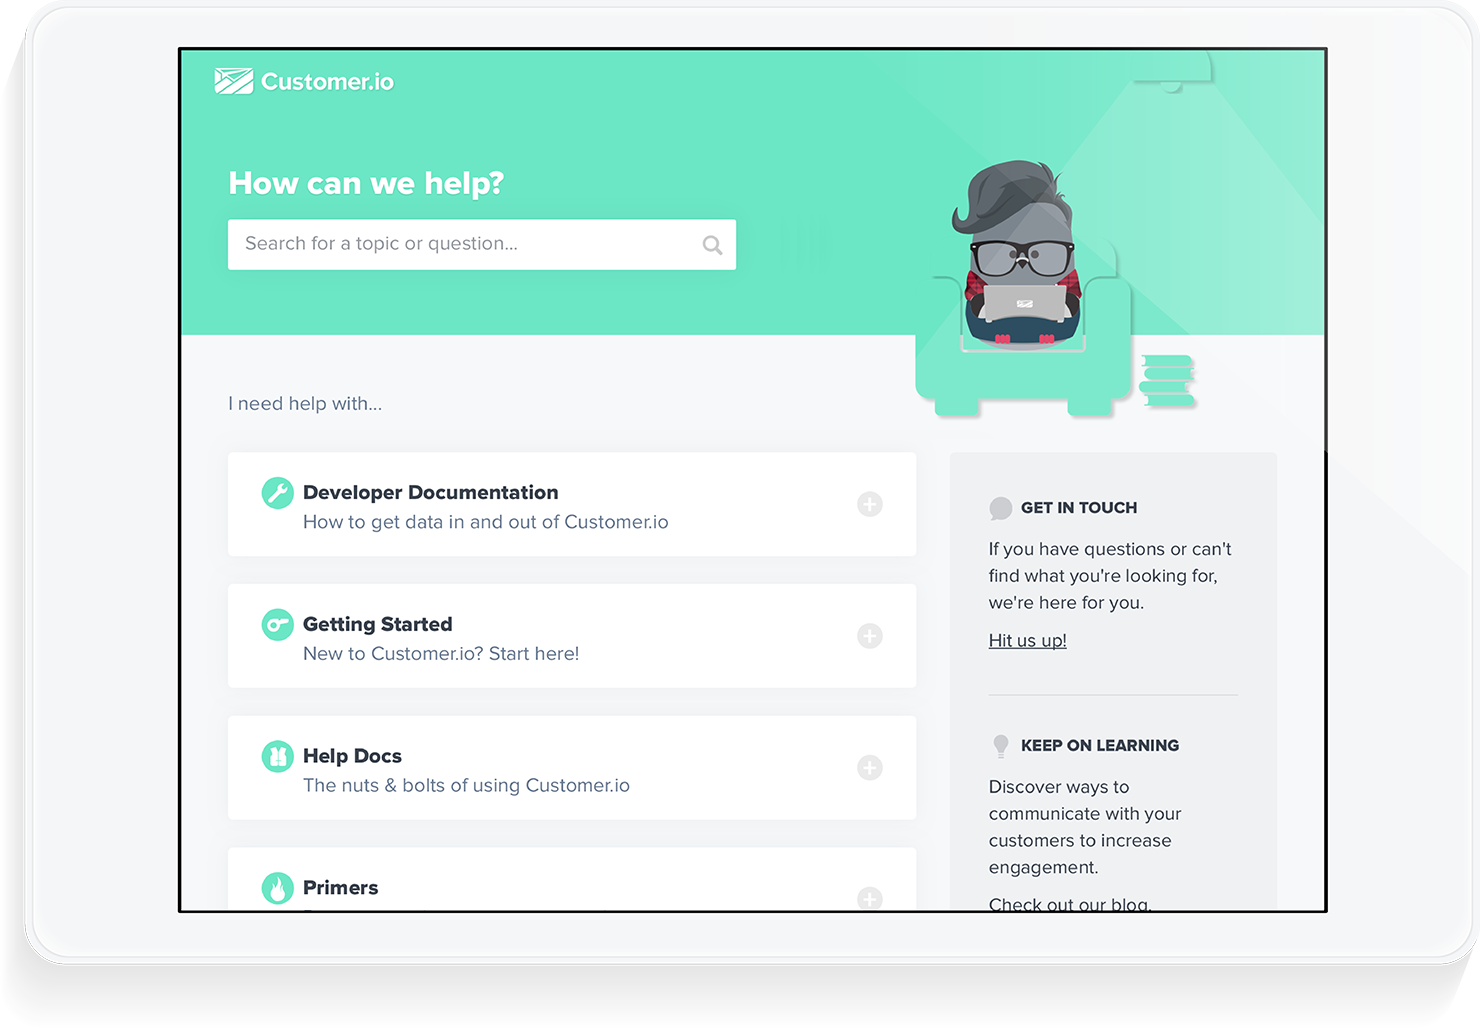 Customer.io
How can we help?
Search for a topic or question...
I need help with...
Developer Documentation
How to get data in and out of Customer.io
Getting Started
New to Customer.io? Start here!
Help Docs
The nuts & bolts of using Customer.io
Primers
GET IN TOUCH
If you have questions or can't
find what you're looking for,
we're here for you.
Hit us up!
KEEP ON LEARNING
Discover ways to
communicate with your
customers to increase
engagement.
Check out our blog.